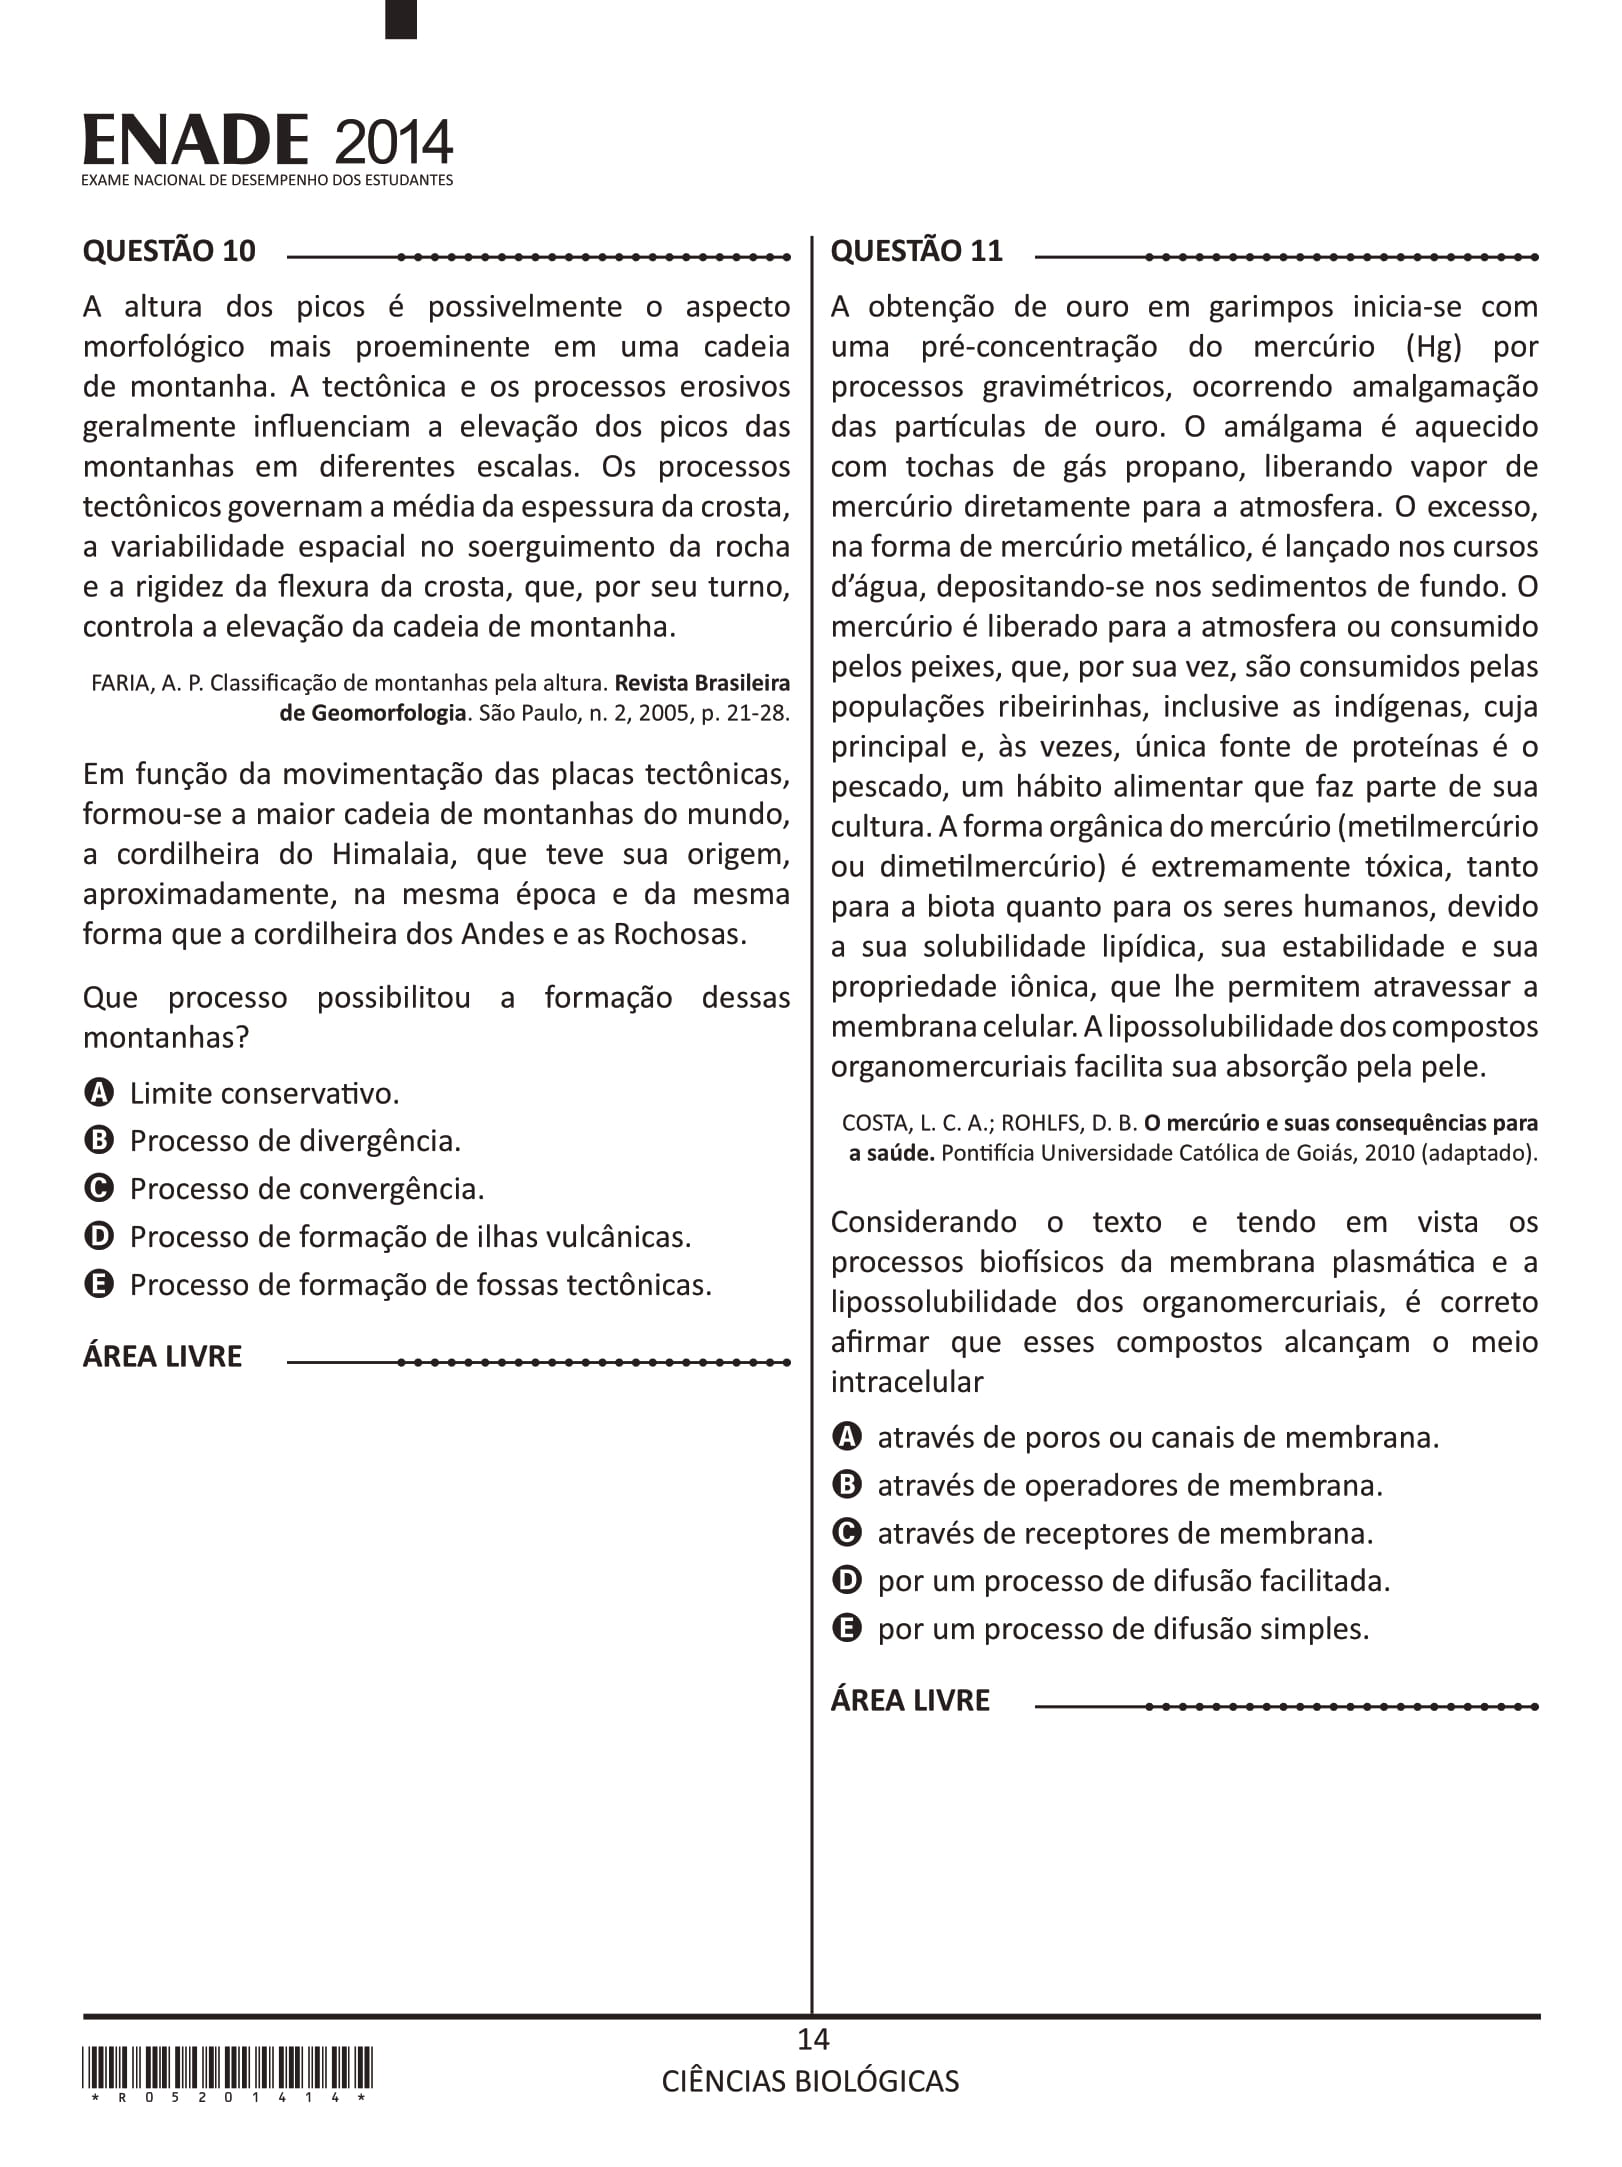 ENADE 2014
EXAME NACIONAL DE DESEMPENHO DOS ESTUDANTES
QUESTÃO 10
A altura dos picos é possivelmente o aspecto
morfológico mais proeminente em uma cadeia
de montanha. A tectônica e os processos erosivos
geralmente influenciam a elevação dos picos das
montanhas em diferentes escalas. Os processos
tectônicos governam a média da espessura da crosta,
a variabilidade espacial no soerguimento da rocha
e a rigidez da flexura da crosta, que, por seu turno,
controla a elevação da cadeia de montanha.
FARIA, A. P. Classificação de montanhas pela altura. Revista Brasileira
de Geomorfologia. São Paulo, n. 2, 2005, p. 21-28.
Em função da movimentação das placas tectônicas,
formou-se a maior cadeia de montanhas do mundo,
a cordilheira do Himalaia, que teve sua origem,
aproximadamente, na mesma época e da mesma
forma que a cordilheira dos Andes e as Rochosas.
Que processo possibilitou a formação dessas
montanhas?
A Limite conservativo.
B Processo de divergência.
C Processo de convergência.
D Processo de formação de ilhas vulcânicas.
E Processo de formação de fossas tectônicas.
ÁREA LIVRE
QUESTÃO 11
A obtenção de ouro em garimpos inicia-se com
uma pré-concentração do mercúrio (Hg) por
processos gravimétricos, ocorrendo amalgamação
das partículas de ouro. O amálgama é aquecido
com tochas de gás propano, liberando vapor de
mercúrio diretamente para a atmosfera. O excesso,
na forma de mercúrio metálico, é lançado nos cursos
d’água, depositando-se nos sedimentos de fundo. O
mercúrio é liberado para a atmosfera ou consumido
pelos peixes, que, por sua vez, são consumidos pelas
populações ribeirinhas, inclusive as indígenas, cuja
principal e, às vezes, única fonte de proteínas é o
pescado, um hábito alimentar que faz parte de sua
cultura. A forma orgânica do mercúrio (metilmercúrio
ou dimetilmercúrio) é extremamente tóxica, tanto
para a biota quanto para os seres humanos, devido
a sua solubilidade lipídica, sua estabilidade e sua
propriedade iônica, que lhe permitem atravessar a
membrana celular. A lipossolubilidade dos compostos
organomercuriais facilita sua absorção pela pele.
COSTA, L. C. A.; ROHLFS, D. B. O mercúrio e suas consequências para
a saúde. Pontifícia Universidade Católica de Goiás, 2010 (adaptado).
Considerando o texto e tendo em vista os
processos biofísicos da membrana plasmática e a
lipossolubilidade dos organomercuriais, é correto
afirmar que esses compostos alcançam o meio
intracelular
A através de poros ou canais de membrana.
B através de operadores de membrana.
C através de receptores de membrana.
D por um processo de difusão facilitada.
E por um processo de difusão simples.
ÁREA LIVRE
14
CIÊNCIAS BIOLÓGICAS
*R05201414*